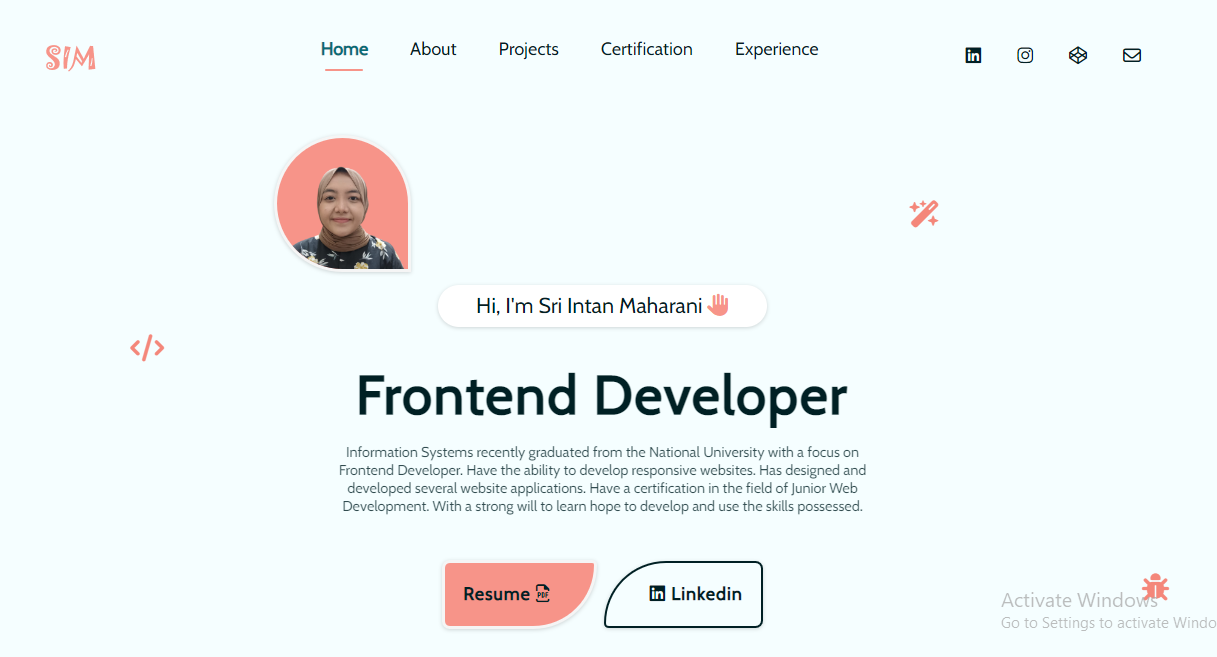 SIM
Home About Projects Certification Experience
Hi, I'm Sri Intan Maharani
Frontend Developer
Information Systems recently graduated from the National University with a focus on
Frontend Developer. Have the ability to develop responsive websites. Has designed and
developed several website applications. Have a certification in the field of Junior Web
Development. With a strong will to learn hope to develop and use the skills possessed.
Resume PDF
in Linkedin
Activate Windows
Go to Settings to activate Windo